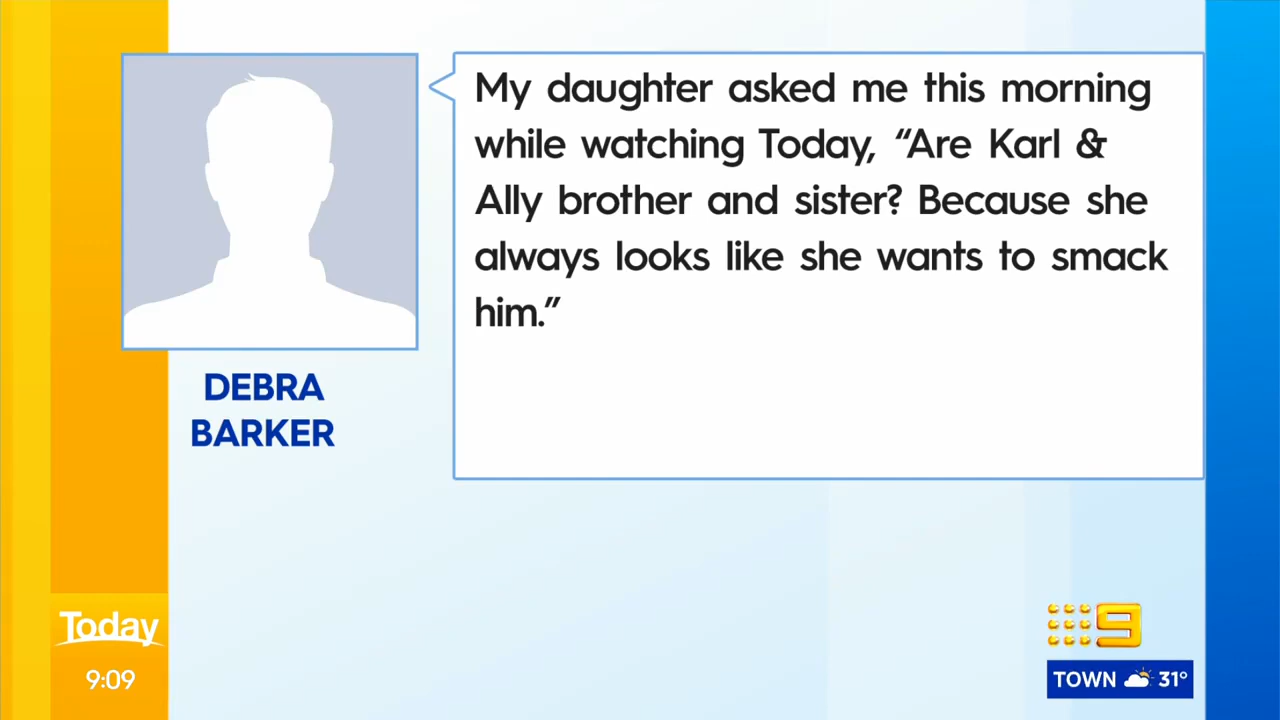 My daughter asked me this morning
while watching Today, “Are Karl &
Ally brother and sister? Because she
always looks like she wants to smack
him.”
DEBRA
BARKER
Today
9:09
9
TOWN 31°